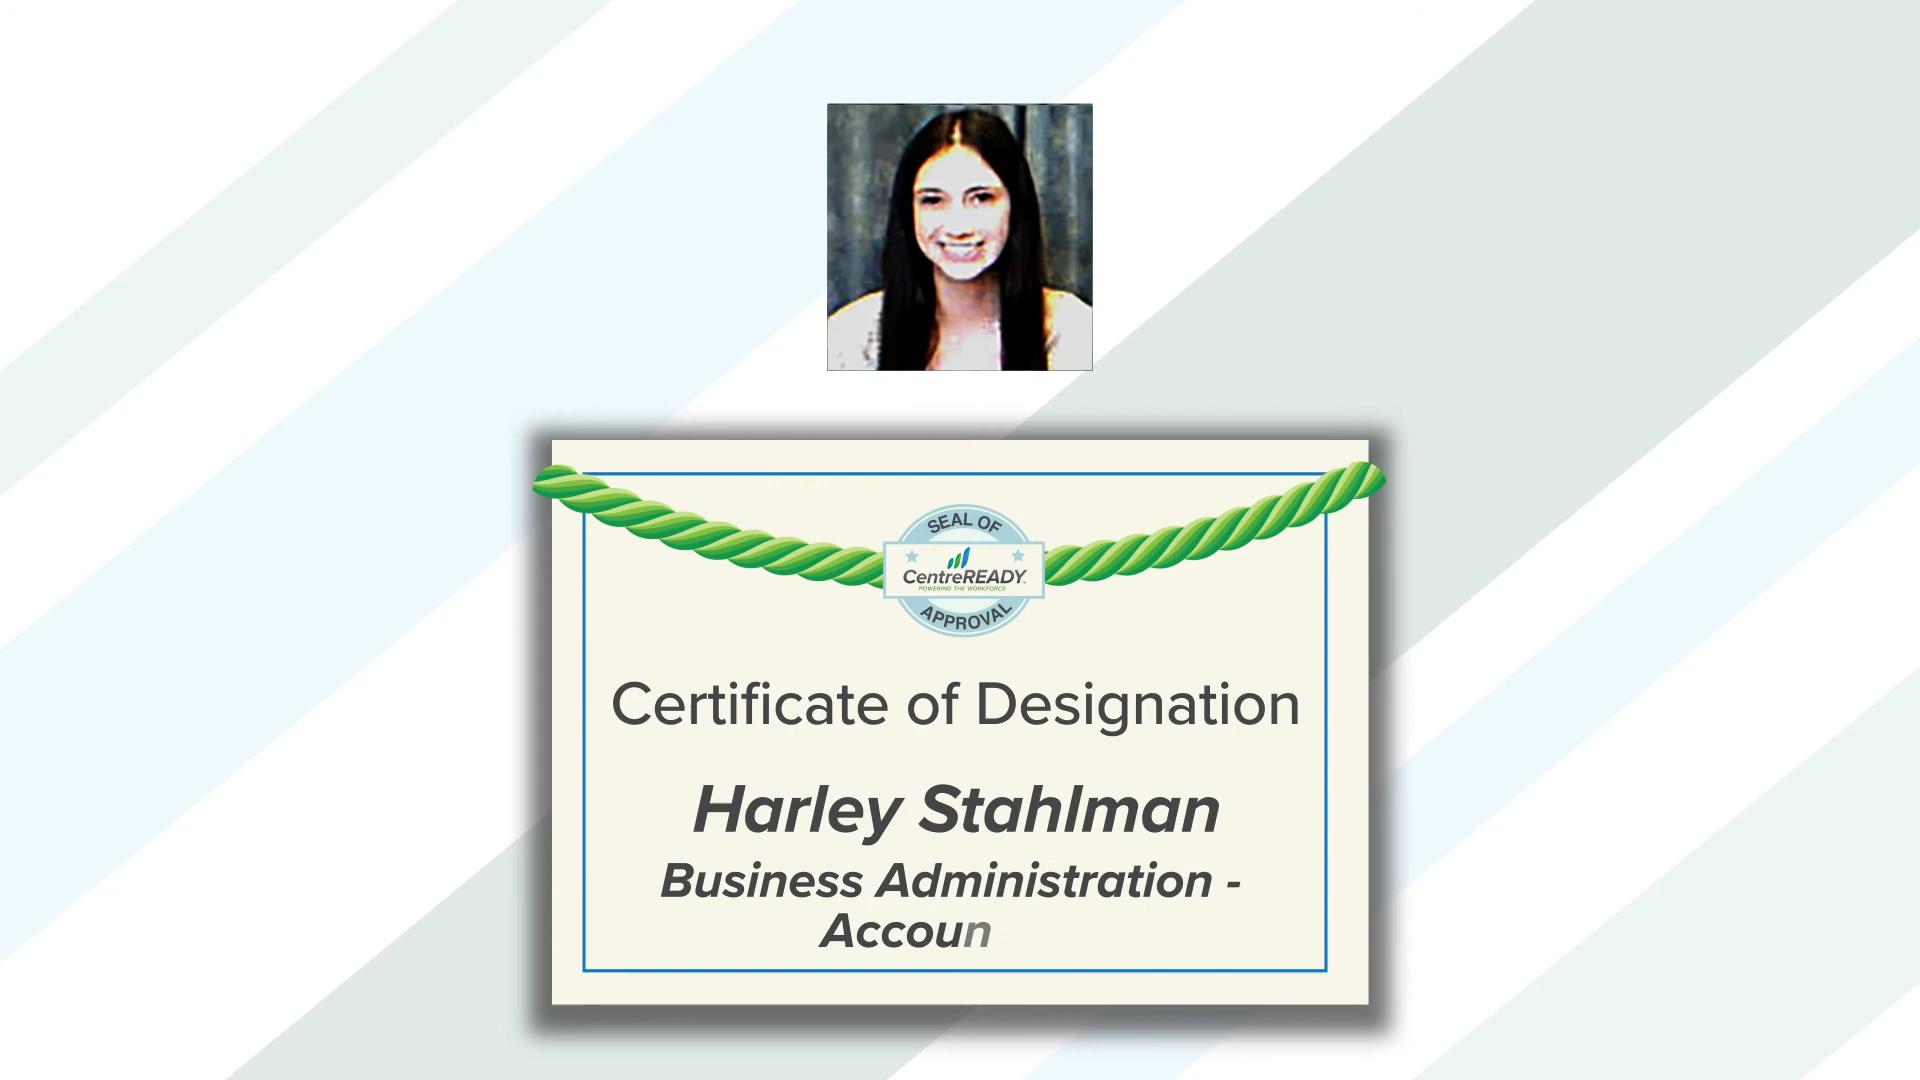 SEAL OF
CentreREADY
POWERING THE WORKFORCE
APPROVAL
Certificate of Designation
Harley Stahlman
Business Administration -
Accoun